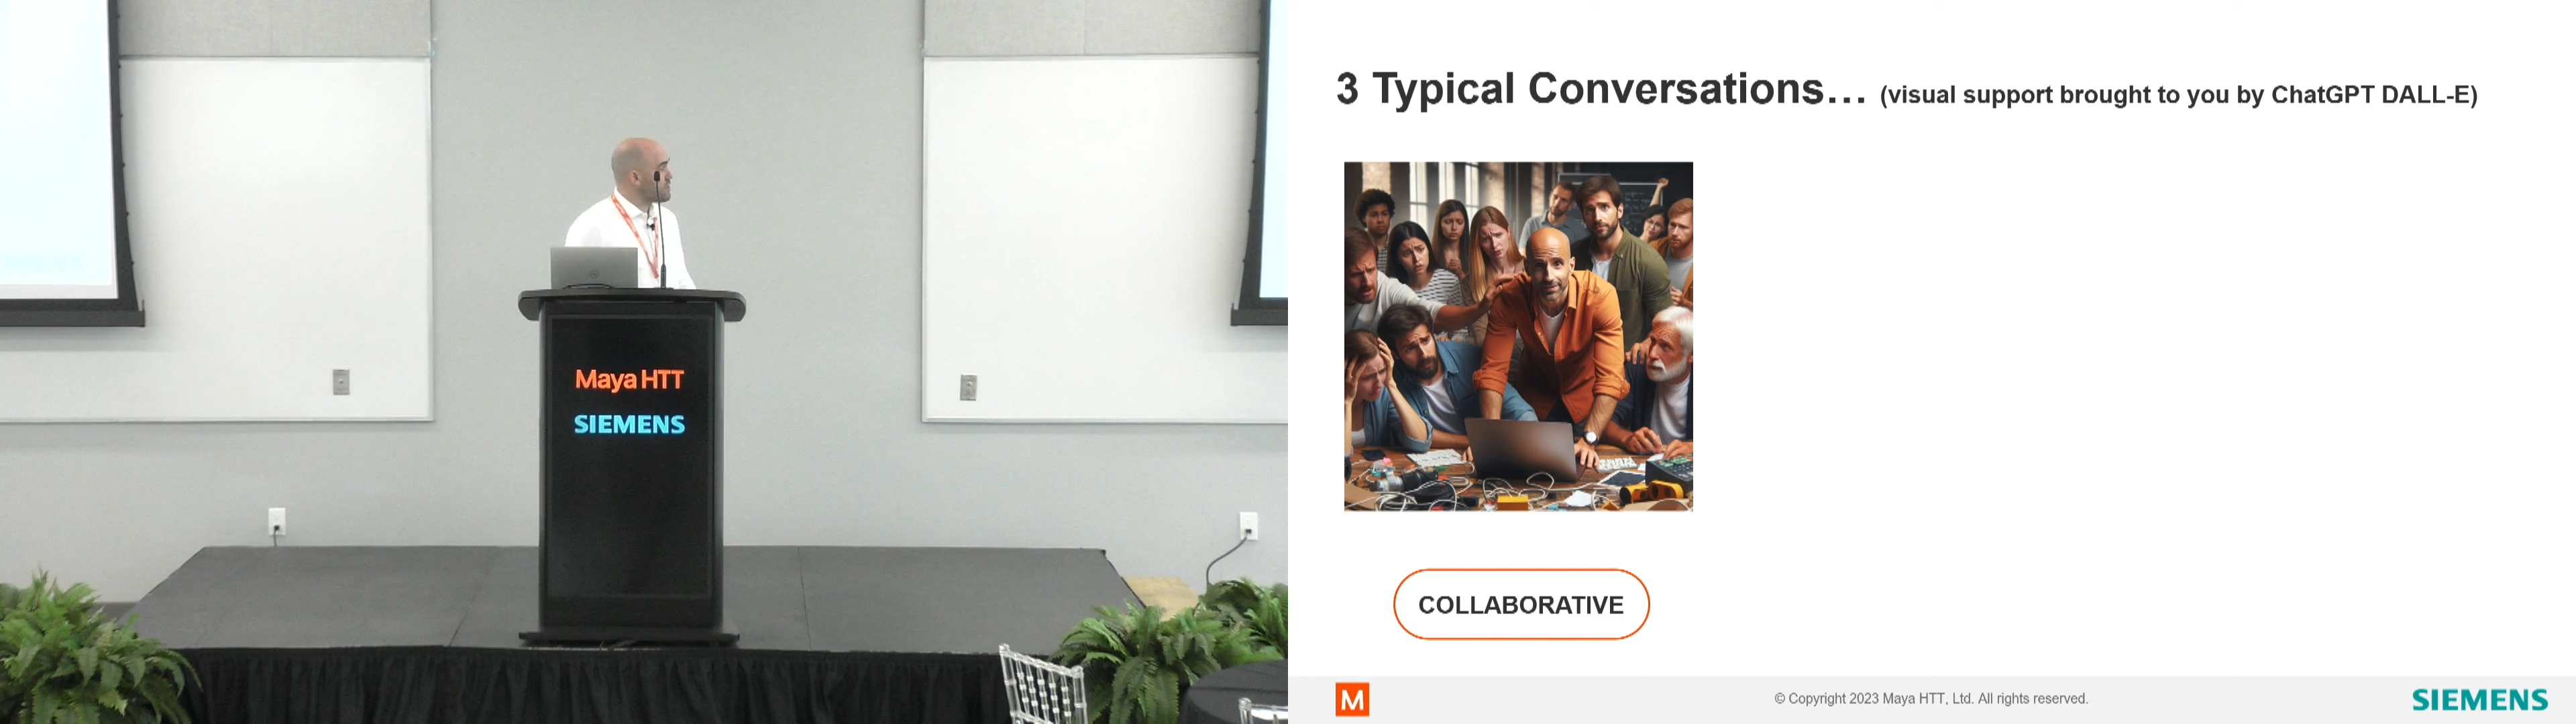 Maya HTT
SIEMENS
3 Typical Conversations... (visual support brought to you by ChatGPT DALL-E)
COLLABORATIVE
M
© Copyright 2023 Maya HTT, Ltd. All rights reserved.
SIEMENS